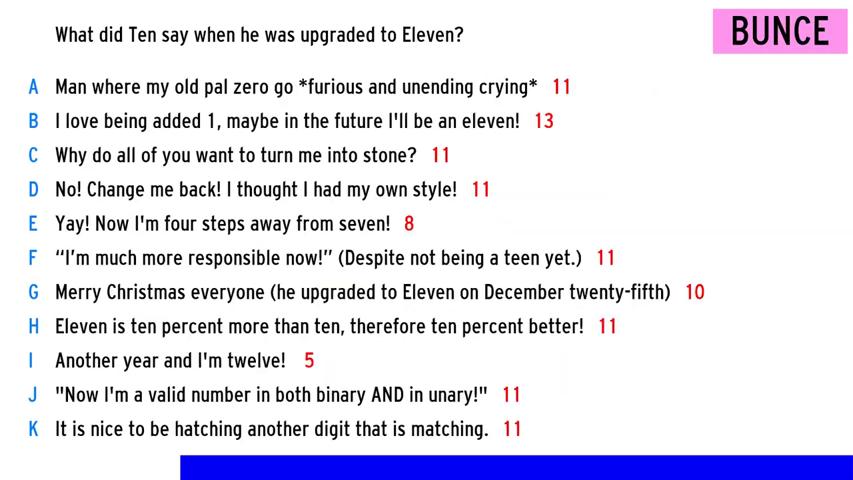 What did Ten say when he was upgraded to Eleven?
BUNCE
A Man where my old pal zero go *furious and unending crying* 11
B I love being added 1, maybe in the future I'll be an eleven! 13
C Why do all of you want to turn me into stone? 11
D No! Change me back! I thought I had my own style! 11
E Yay! Now I'm four steps away from seven! 8
F “I’m much more responsible now!” (Despite not being a teen yet.) 11
G Merry Christmas everyone (he upgraded to Eleven on December twenty-fifth) 10
H Eleven is ten percent more than ten, therefore ten percent better! 11
I Another year and I'm twelve! 5
J "Now I'm a valid number in both binary AND in unary!" 11
K It is nice to be hatching another digit that is matching. 11